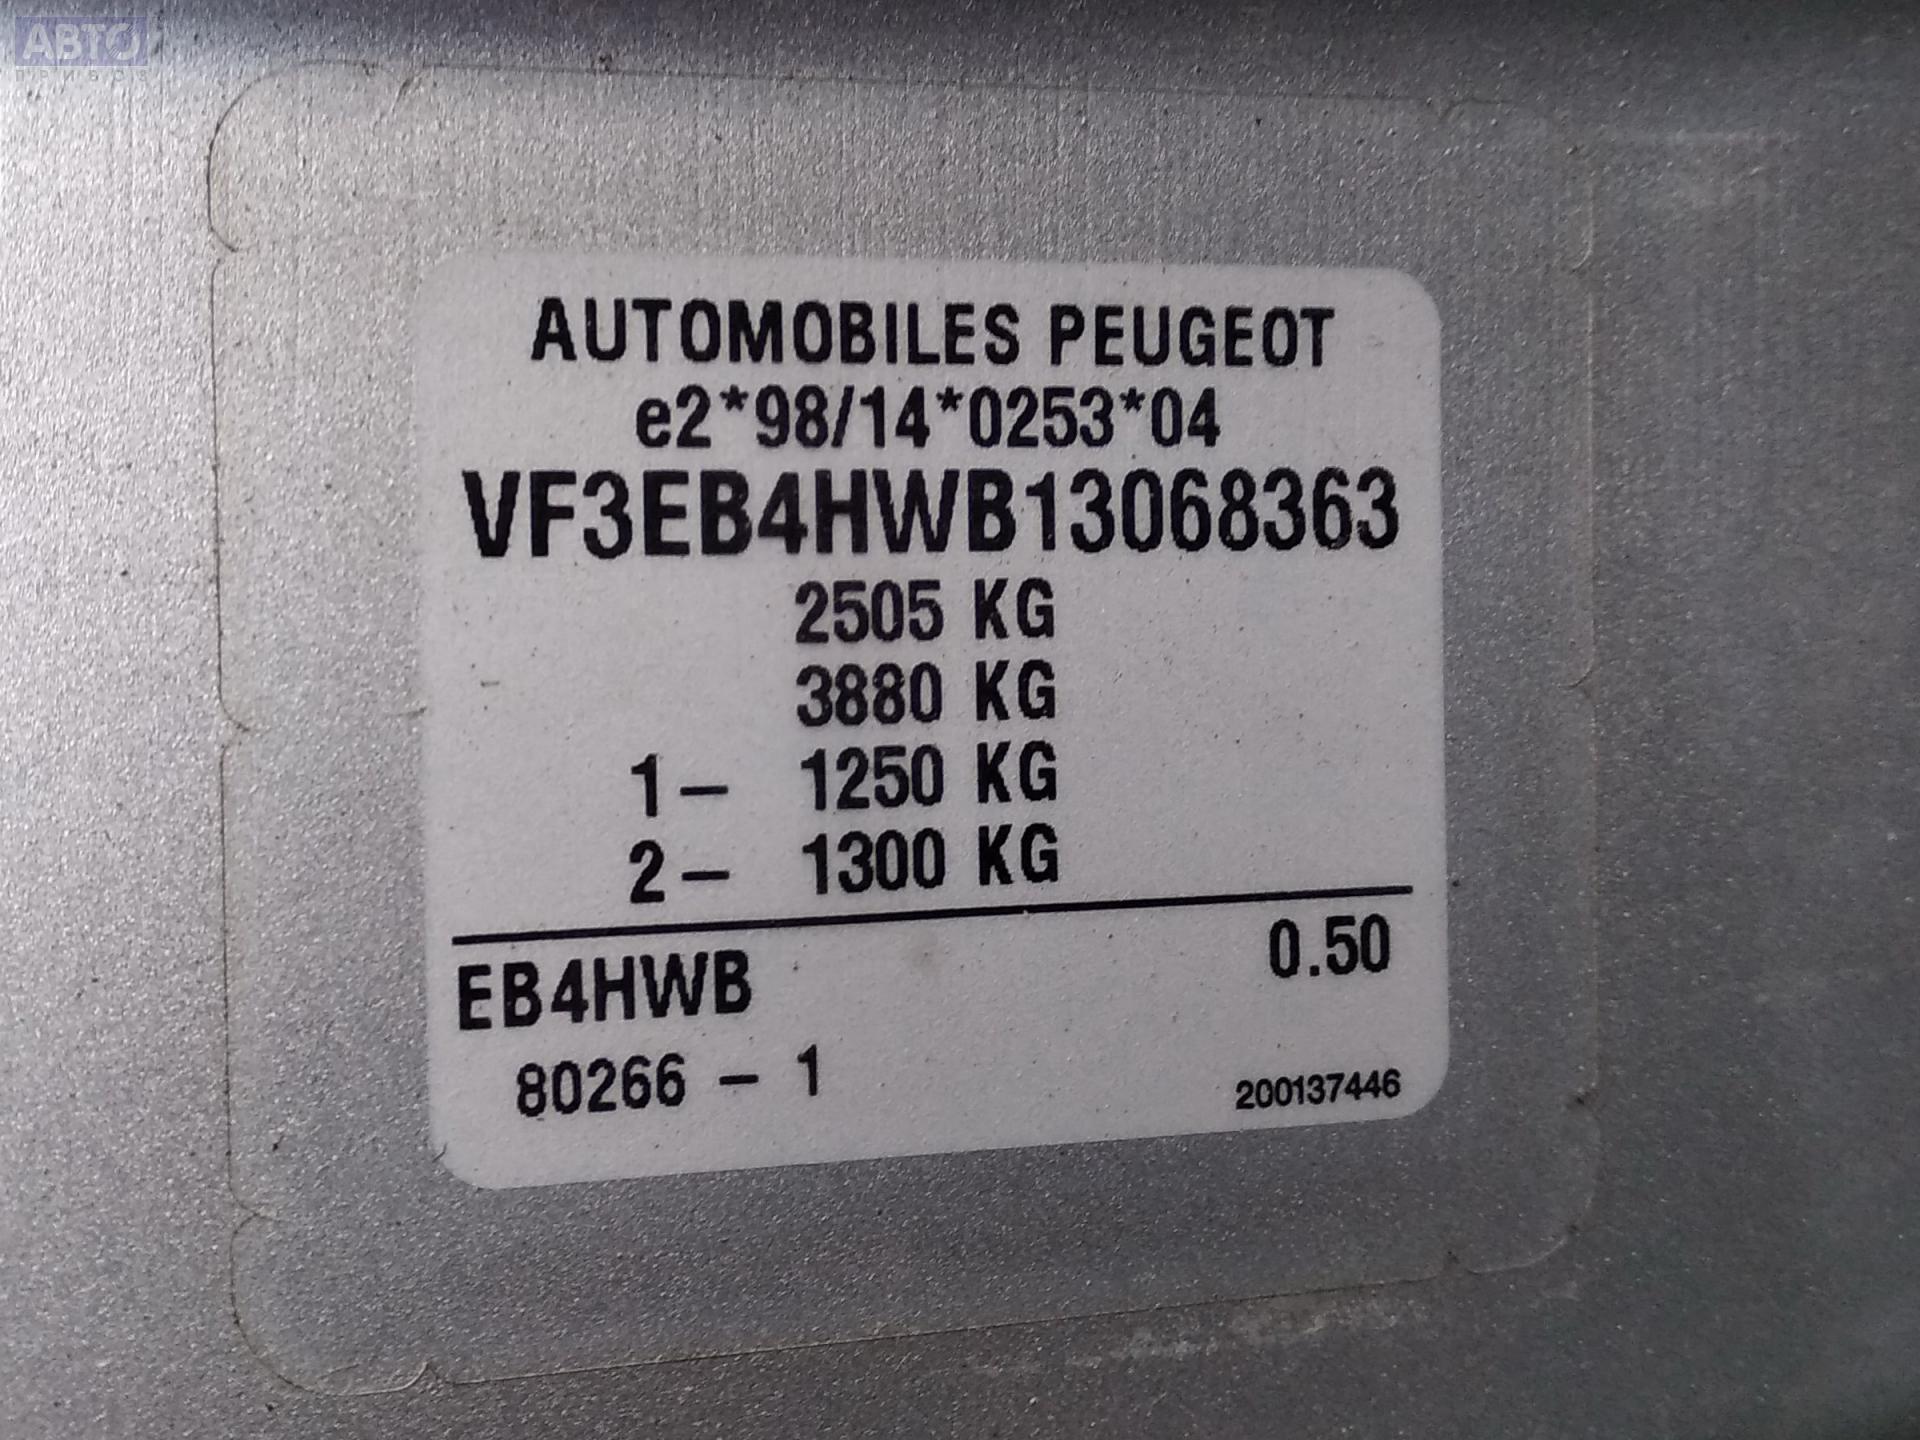 АВТО
ПРИВОЗ
AUTOMOBILES PEUGEOT
e2*98/14*0253*04
VF3EB4HWB13068363
2505 KG
3880 KG
1– 1250 KG
2– 1300 KG
EB4HWB 0.50
80266 – 1 200137446